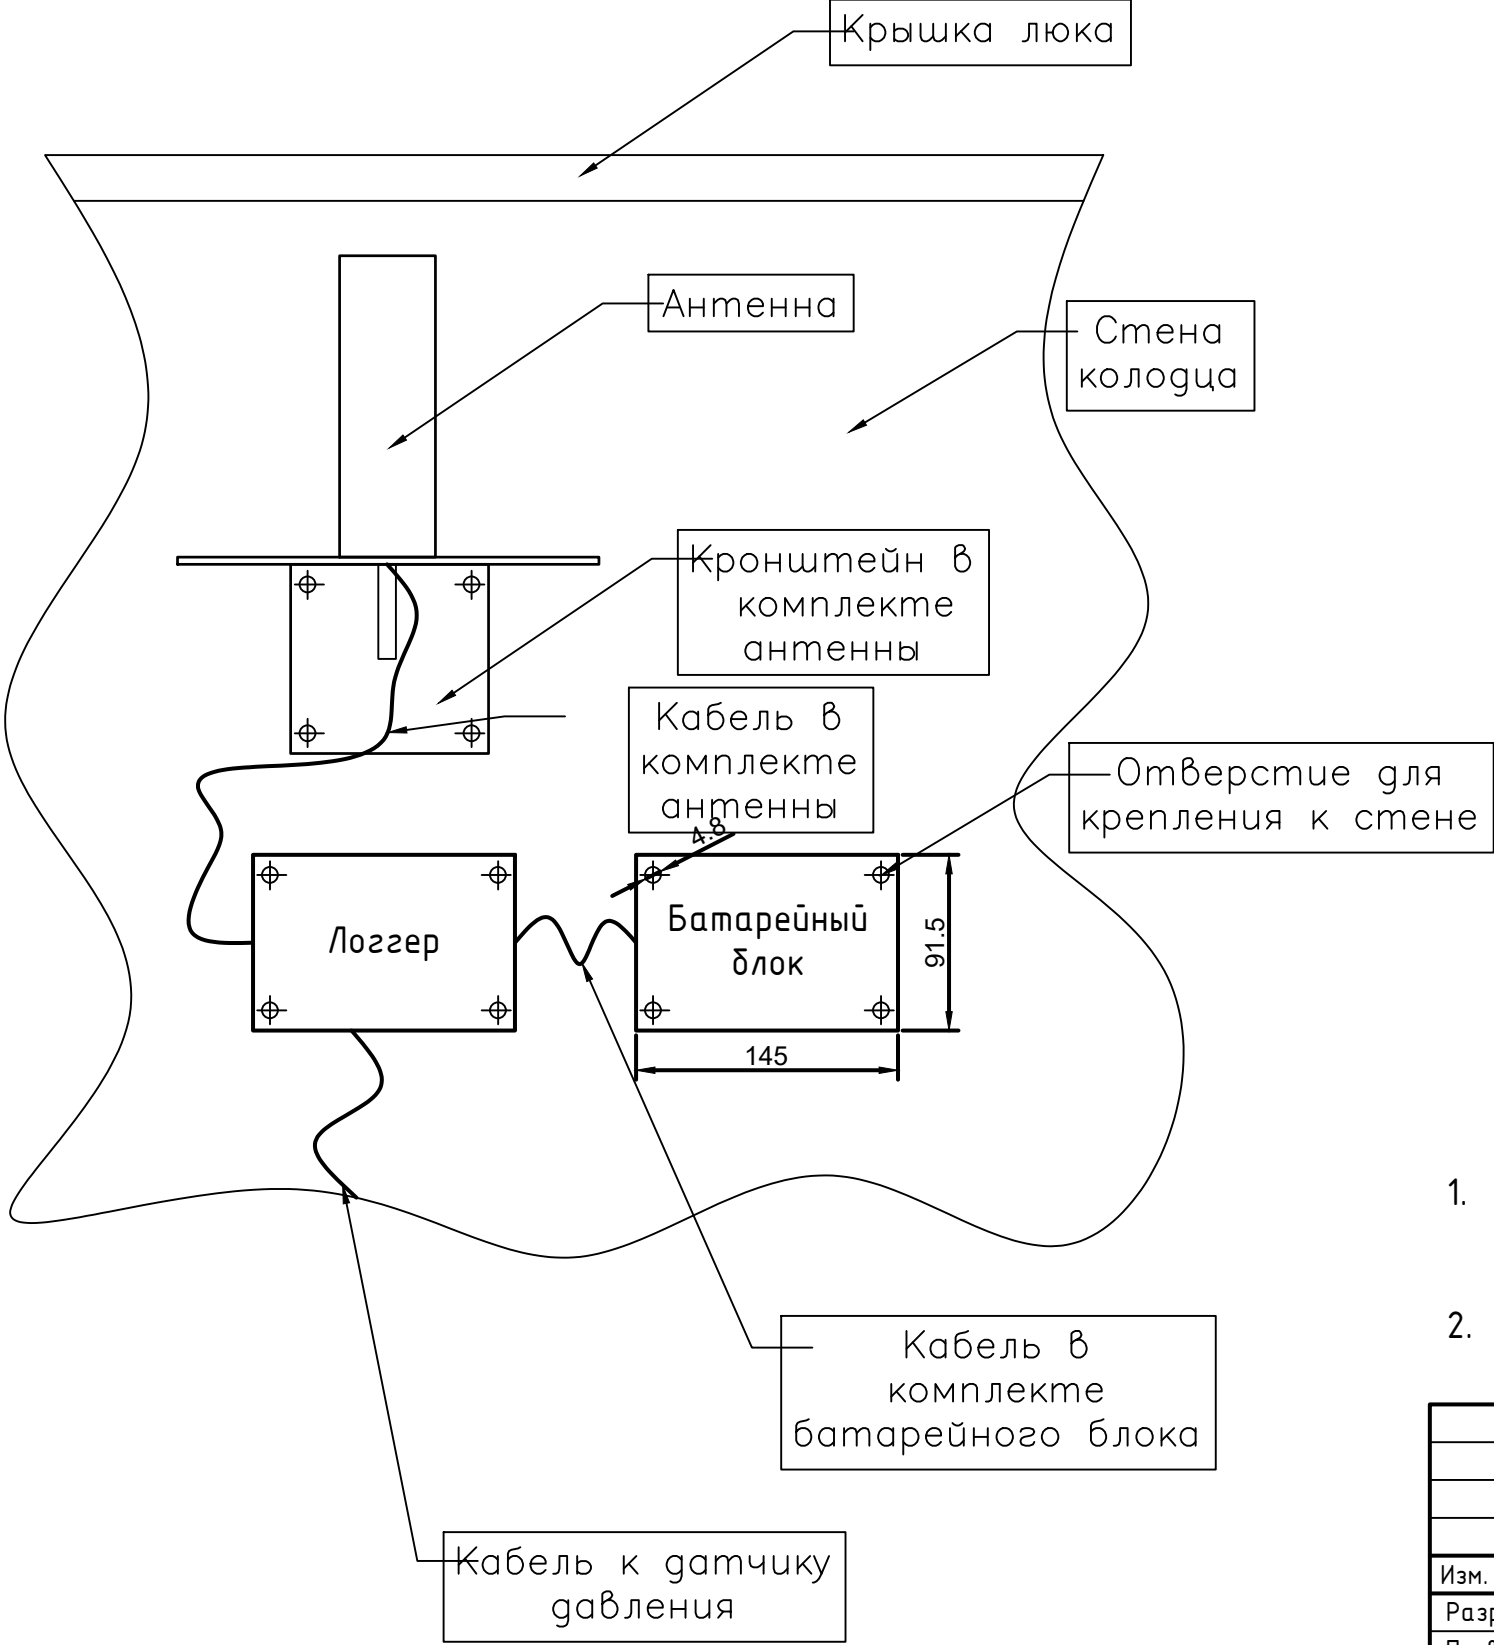 Крышка люка
Антенна
Стена
колодца
Кронштейн в
комплекте
антенны
Кабель в
комплекте
антенны
Отверстие для
крепления к стене
4.8
Логгер
Батарейный
блок
91.5
145
1.
2.
Кабель в
комплекте
батарейного блока
Кабель к датчику
давления
Изм.
Разр